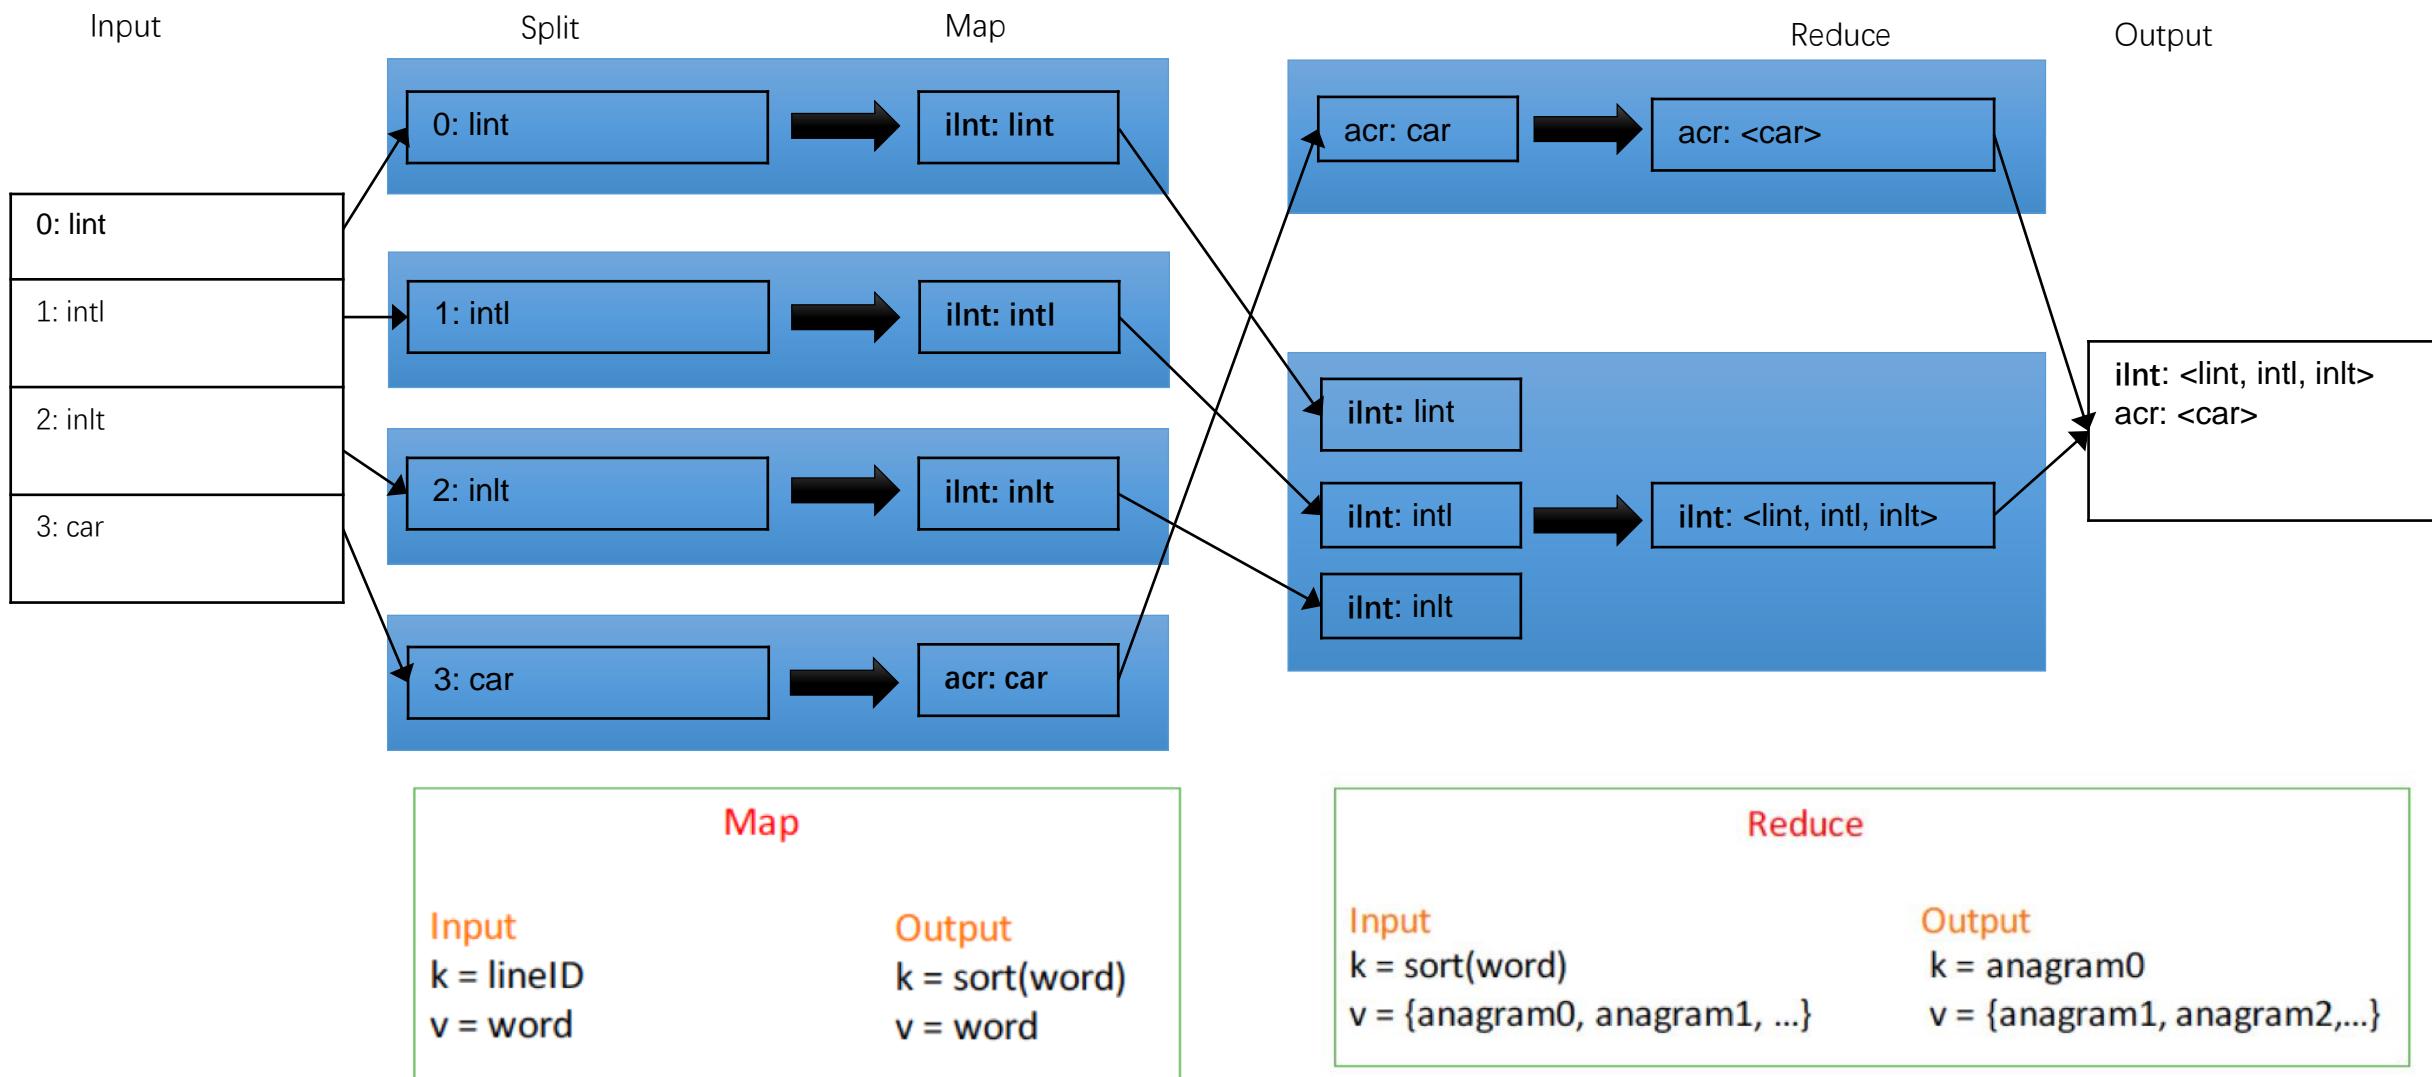 Input
Split
Map
Reduce
Output
0: lint
1: intl
2: inlt
3: car
0: lint
ilnt: lint
1: intl
ilnt: intl
2: inlt
ilnt: inlt
3: car
acr: car
acr: car
acr: <car>
ilnt: lint
ilnt: intl
ilnt: <lint, intl, inlt>
ilnt: inlt
ilnt: <lint, intl, inlt>
acr: <car>
Map
Input
k = lineID
v = word
Output
k = sort(word)
v = word
Reduce
Input
k = sort(word)
v = {anagram0, anagram1, ...}
Output
k = anagram0
v = {anagram1, anagram2,...}